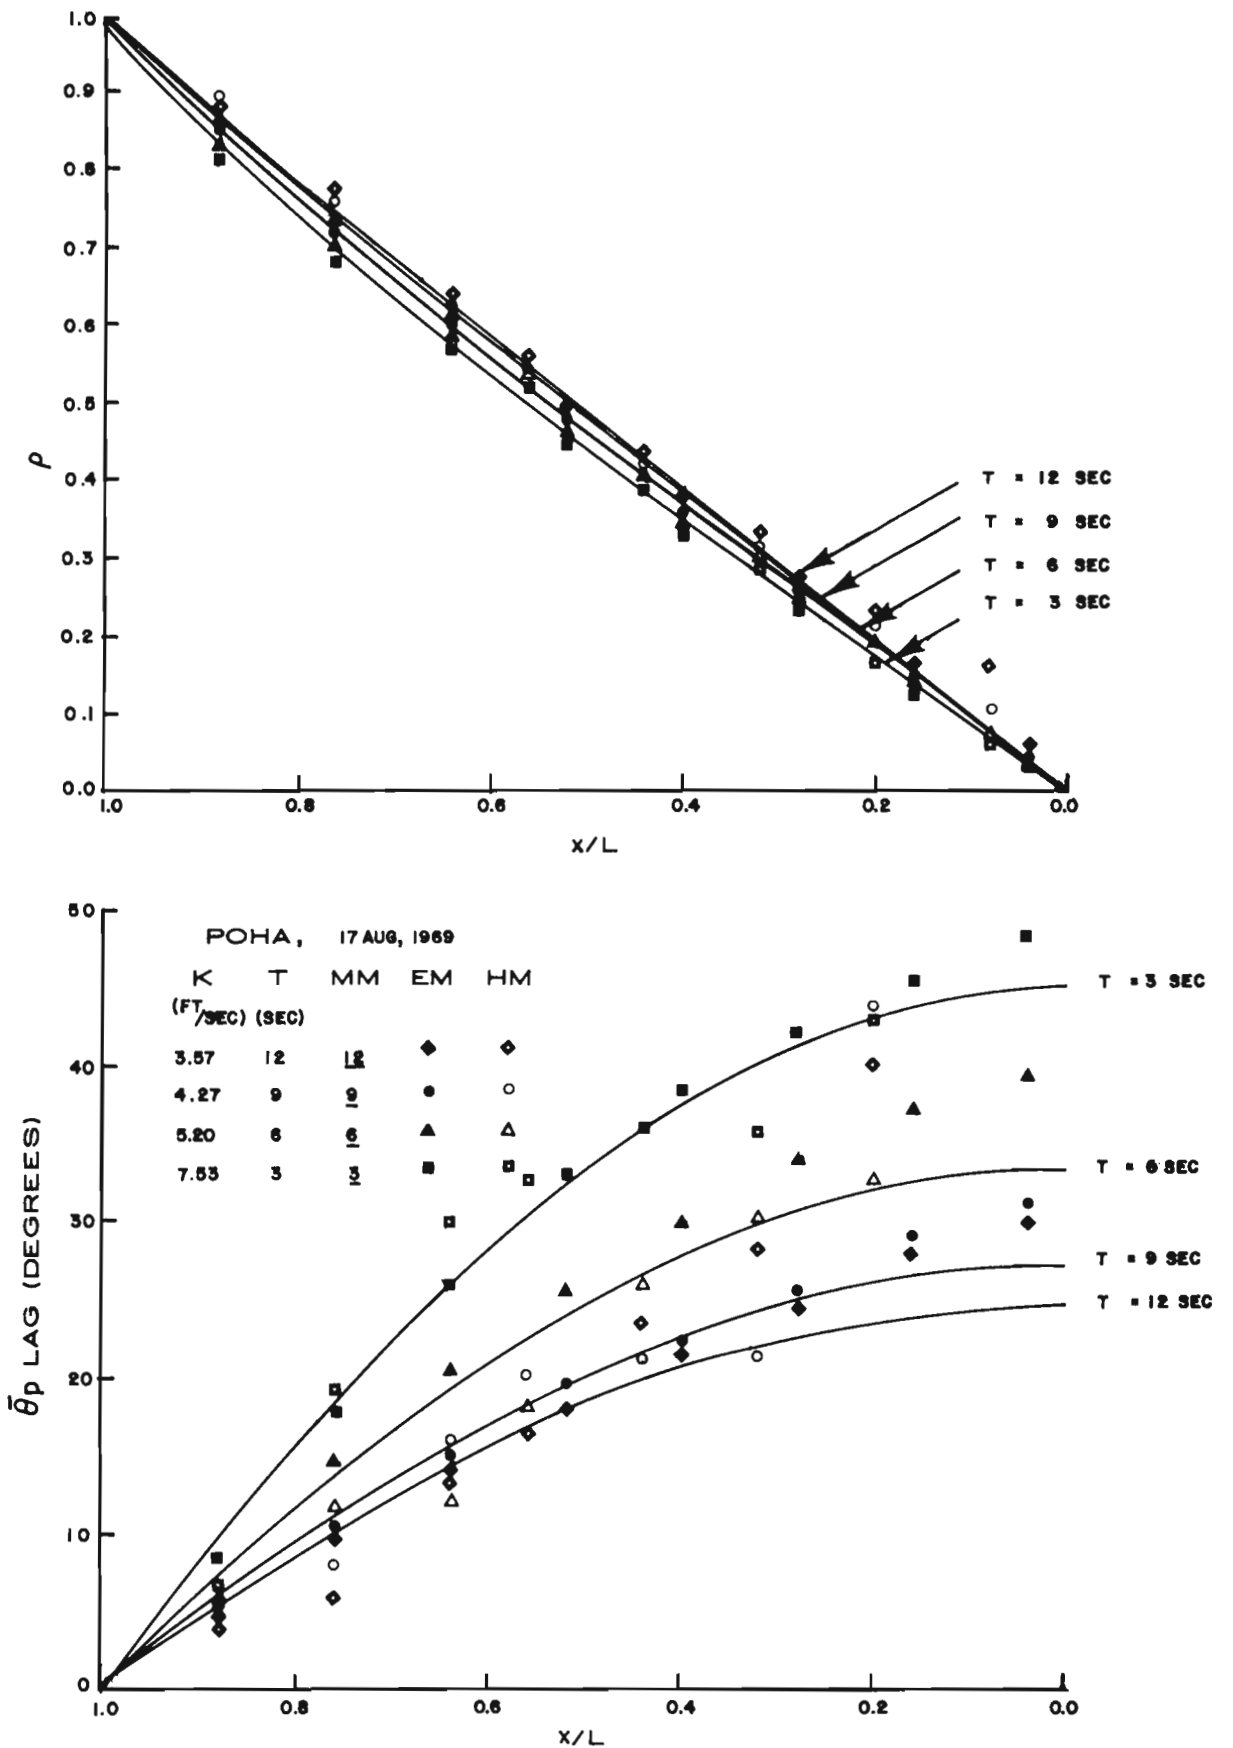 1.0
0.9
0.8
0.7
0.6
0.5
0.4
0.3
0.2
0.1
0.0
ρ
T = 12 SEC
T = 9 SEC
T = 6 SEC
T = 3 SEC
1.0 0.8 0.6 0.4 0.2 0.0
X/L
50
40
30
20
10
0
θ̄p LAG (DEGREES)
POHA, 17 AUG, 1969
K T MM EM HM
(FT/SEC) (SEC)
3.57 12 12
4.27 9 9
5.20 6 6
7.53 3 3
T = 3 SEC
T = 6 SEC
T = 9 SEC
T = 12 SEC
1.0 0.8 0.6 0.4 0.2 0.0
X/L